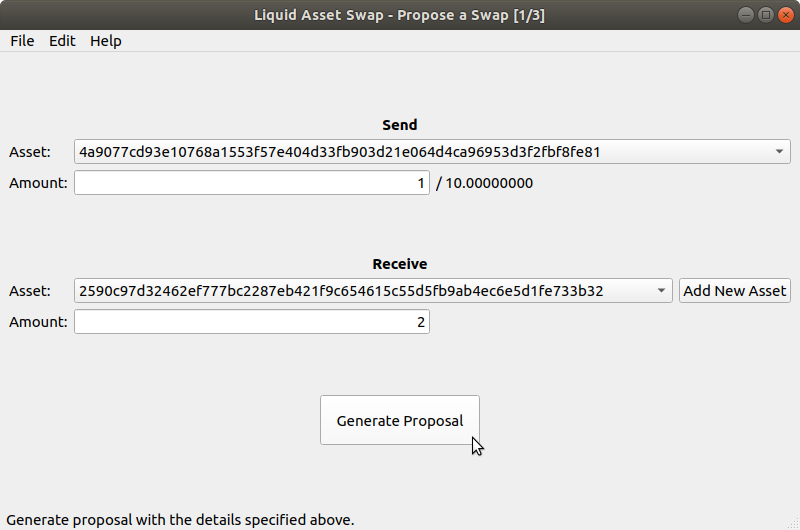 Liquid Asset Swap - Propose a Swap [1/3]
File Edit Help
Send
Asset: 4a9077cd93e10768a1553f57e404d33fb903d21e064d4ca96953d3f2fbf8fe81
Amount: 1 / 10.00000000
Receive
Asset: 2590c97d32462ef777bc2287eb421f9c654615c55d5fb9ab4ec6e5d1fe733b32 Add New Asset
Amount: 2
Generate Proposal
Generate proposal with the details specified above.